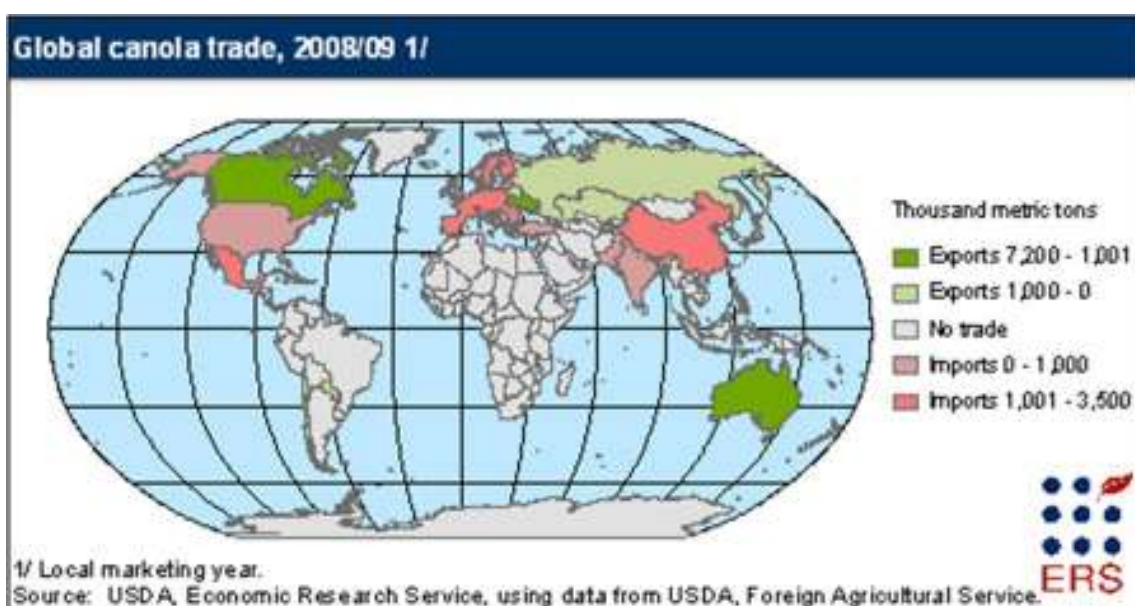 Global canola trade, 2008/09 1/
Thousand metric tons
Exports 7,200 - 1,001
Exports 1,000 - 0
No trade
Imports 0 - 1,000
Imports 1,001 - 3,500
ERS
1/ Local marketing year.
Source: USDA, Economic Research Service, using data from USDA, Foreign Agricultural Service.